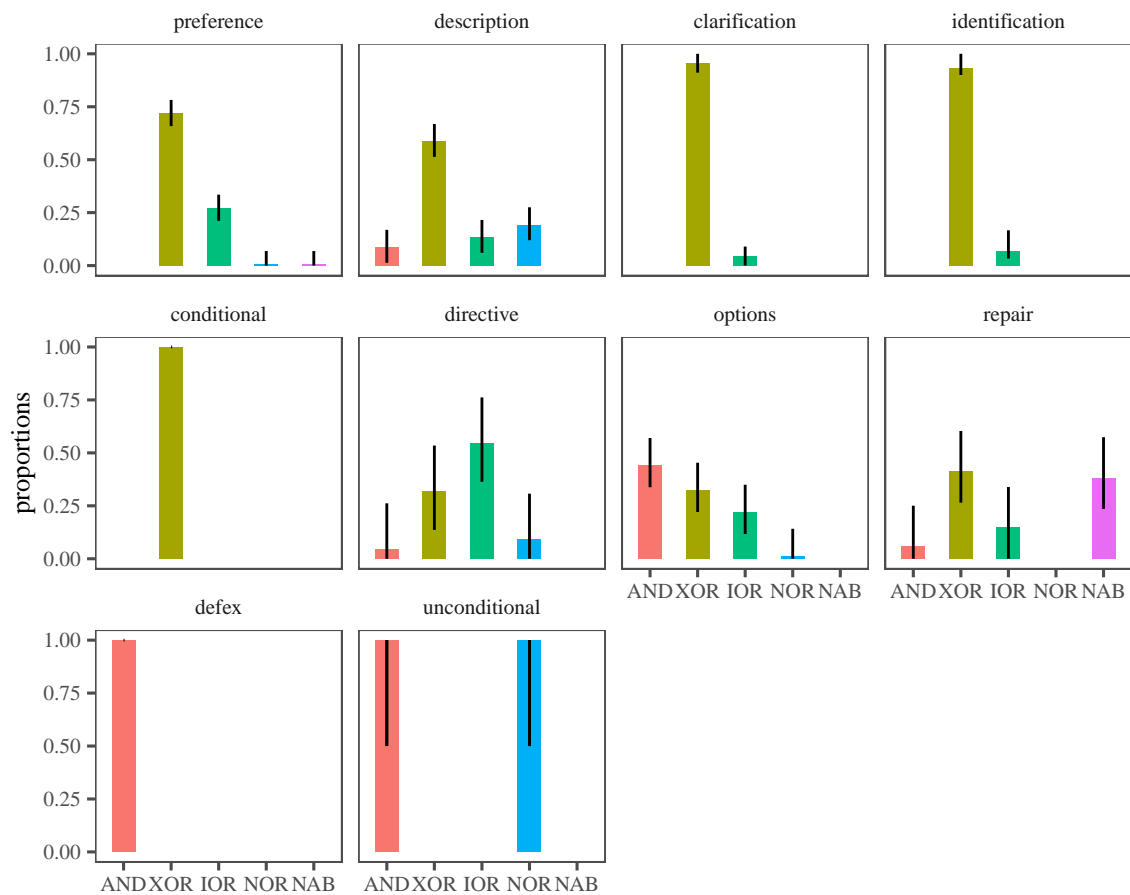 preference description clarification identification
1.00
0.75
0.50
0.25
0.00
conditional directive options repair
1.00
0.75
0.50
0.25
0.00
proportions
AND XOR IOR NOR NAB AND XOR IOR NOR NAB
defex unconditional
1.00
0.75
0.50
0.25
0.00
AND XOR IOR NOR NAB AND XOR IOR NOR NAB